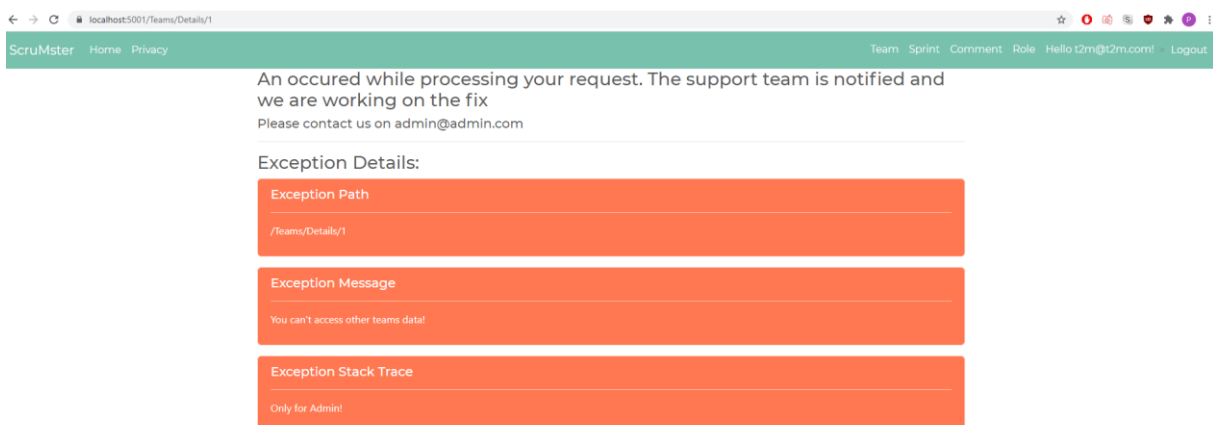 localhost:5001/Teams/Details/1
ScruMster Home Privacy Team Sprint Comment Role Hello t2m@t2m.com! Logout
An occured while processing your request. The support team is notified and
we are working on the fix
Please contact us on admin@admin.com
Exception Details:
Exception Path
/Teams/Details/1
Exception Message
You can't access other teams data!
Exception Stack Trace
Only for Admin!